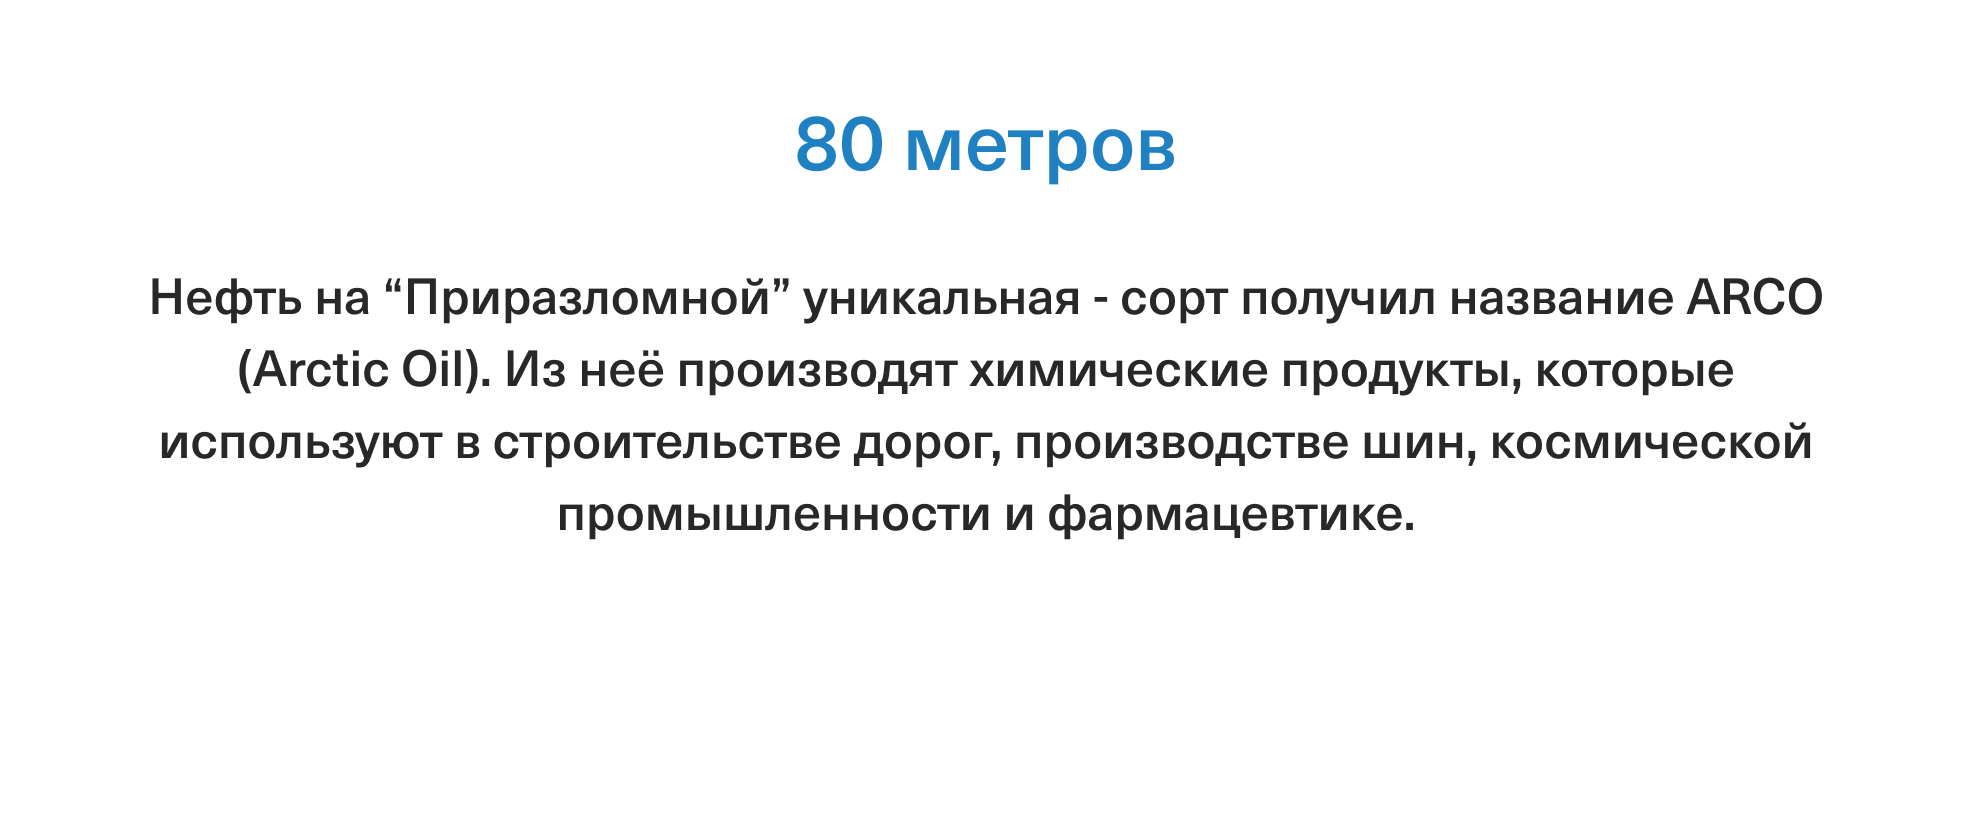 80 метров
Нефть на “Приразломной” уникальная - сорт получил название ARCO
(Arctic Oil). Из неё производят химические продукты, которые
используют в строительстве дорог, производстве шин, космической
промышленности и фармацевтике.